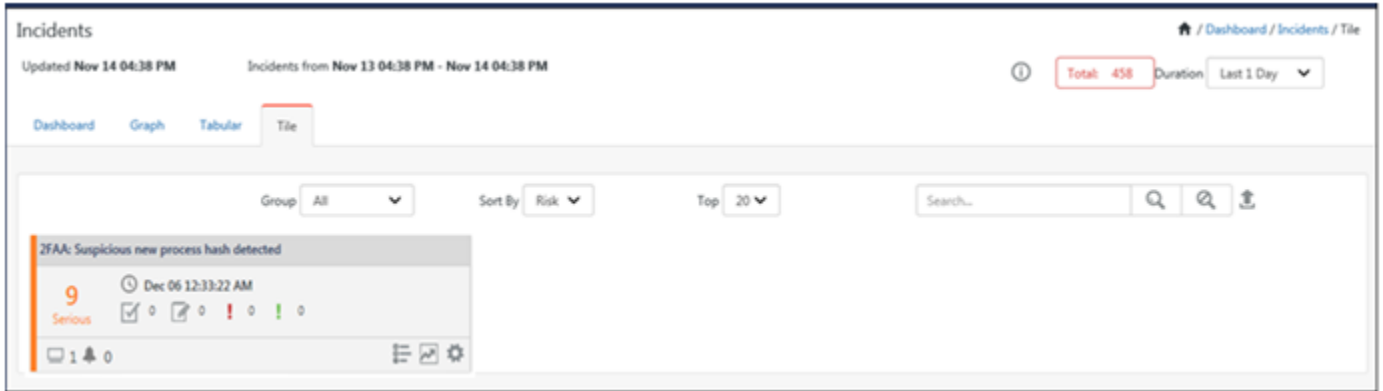 Incidents
/ Dashboard / Incidents / Tile
Updated Nov 14 04:38 PM Incidents from Nov 13 04:38 PM - Nov 14 04:38 PM
Total: 458 Duration Last 1 Day
Dashboard Graph Tabular Tile
Group All Sort By Risk Top 20 Search...
2FAA: Suspicious new process hash detected
Dec 06 12:33:22 AM
9
Serious
0 0 ! 0 ! 0
1 0